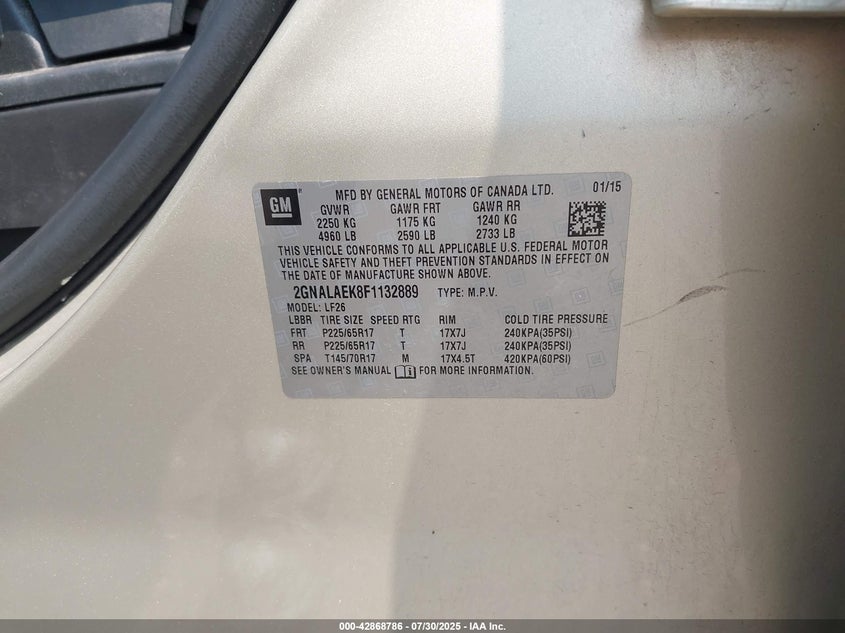 GM
MFD BY GENERAL MOTORS OF CANADA LTD. 01/15
GVWR GAWR FRT GAWR RR
2250 KG 1175 KG 1240 KG
4960 LB 2590 LB 2733 LB
THIS VEHICLE CONFORMS TO ALL APPLICABLE U.S. FEDERAL MOTOR
VEHICLE SAFETY AND THEFT PREVENTION STANDARDS IN EFFECT ON
THE DATE OF MANUFACTURE SHOWN ABOVE.
2GNALAEK8F1132889 TYPE: M.P.V.
MODEL: LF26
LBBR TIRE SIZE SPEED RTG RIM COLD TIRE PRESSURE
FRT P225/65R17 T 17X7J 240KPA(35PSI)
RR P225/65R17 T 17X7J 240KPA(35PSI)
SPA T145/70R17 M 17X4.5T 420KPA(60PSI)
SEE OWNER'S MANUAL FOR MORE INFORMATION.
000-42868786 - 07/30/2025 - IAA Inc.